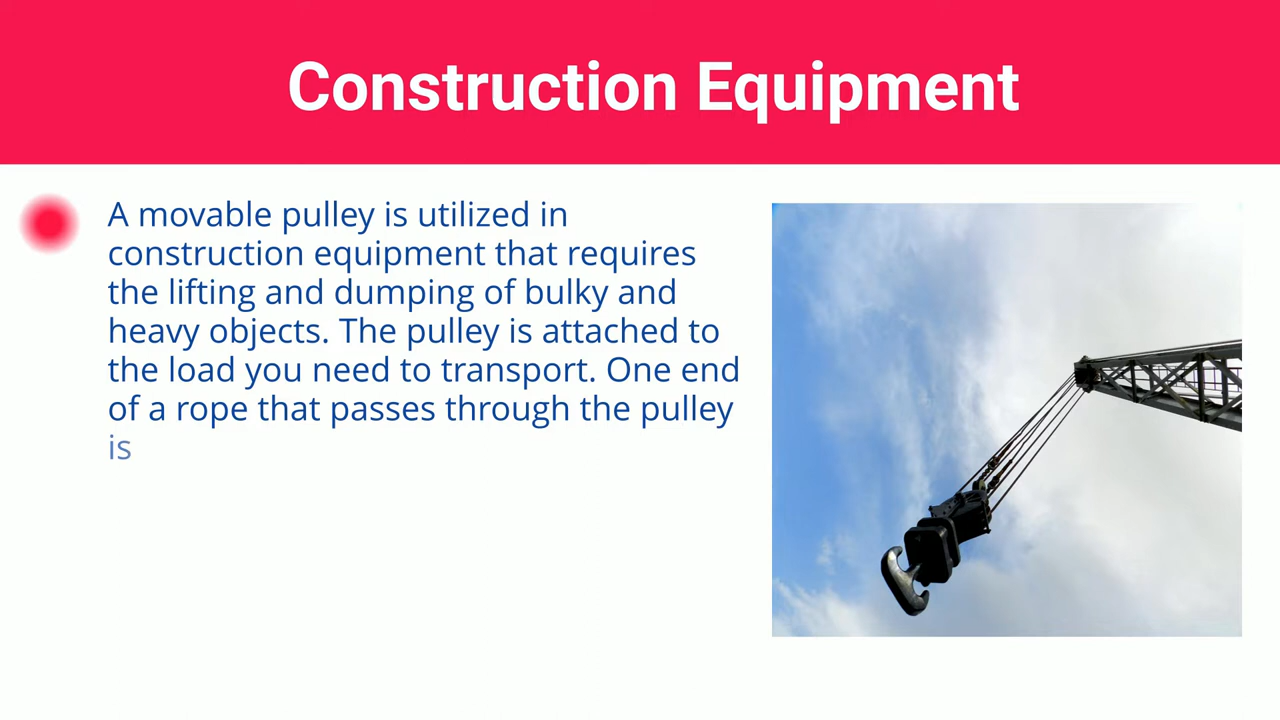 Construction Equipment
A movable pulley is utilized in
construction equipment that requires
the lifting and dumping of bulky and
heavy objects. The pulley is attached to
the load you need to transport. One end
of a rope that passes through the pulley
is